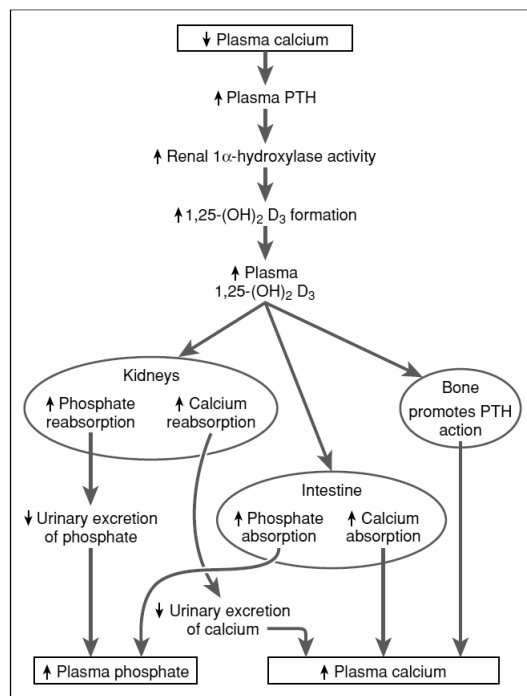 ↓ Plasma calcium
↑ Plasma PTH
↑ Renal 1α-hydroxylase activity
↑ 1,25-(OH)₂ D₃ formation
↑ Plasma
1,25-(OH)₂ D₃
Kidneys
↑ Phosphate
reabsorption
↑ Calcium
reabsorption
Bone
promotes PTH
action
Intestine
↑ Phosphate
absorption
↑ Calcium
absorption
↓ Urinary excretion
of phosphate
↓ Urinary excretion
of calcium
↑ Plasma phosphate
↑ Plasma calcium